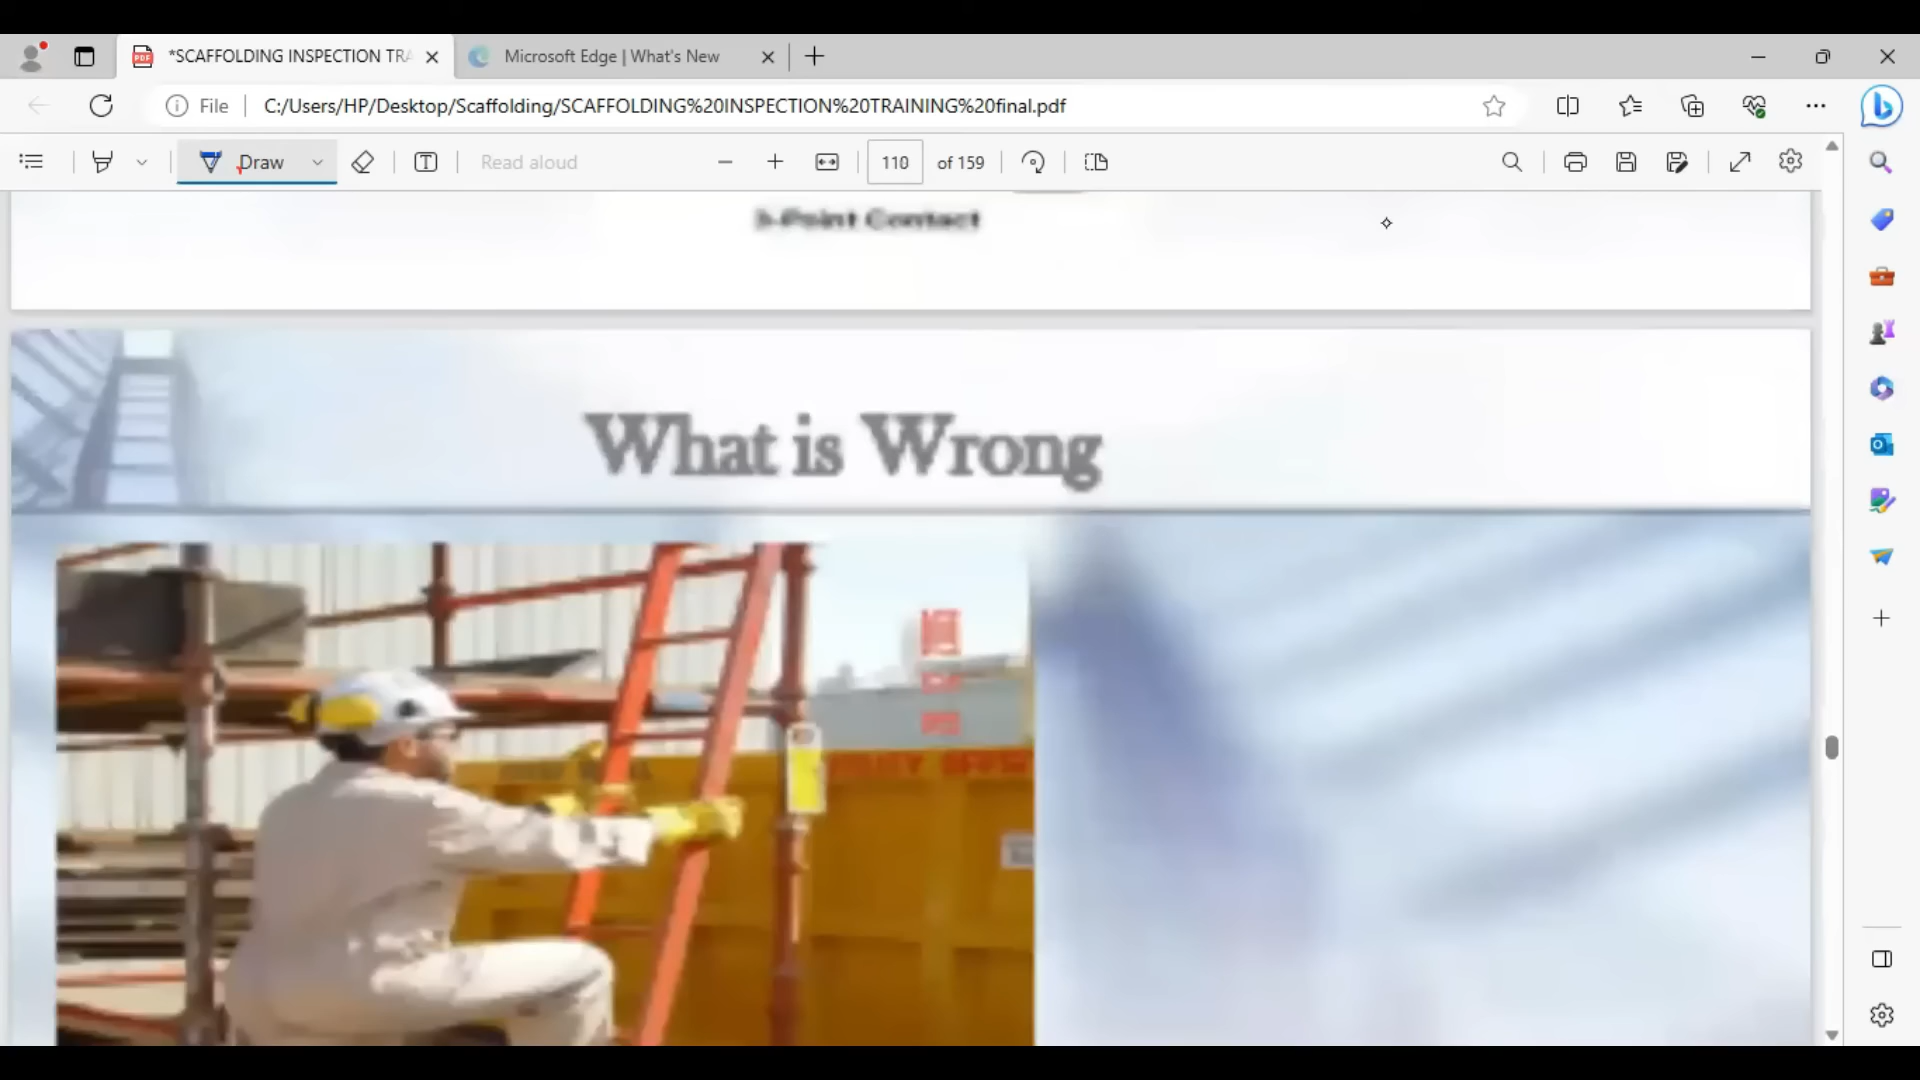 *SCAFFOLDING INSPECTION TRA
Microsoft Edge | What's New
File
C:/Users/HP/Desktop/Scaffolding/SCAFFOLDING%20INSPECTION%20TRAINING%20final.pdf
Draw
Read aloud
110
of 159
3-Point Contact
What is Wrong